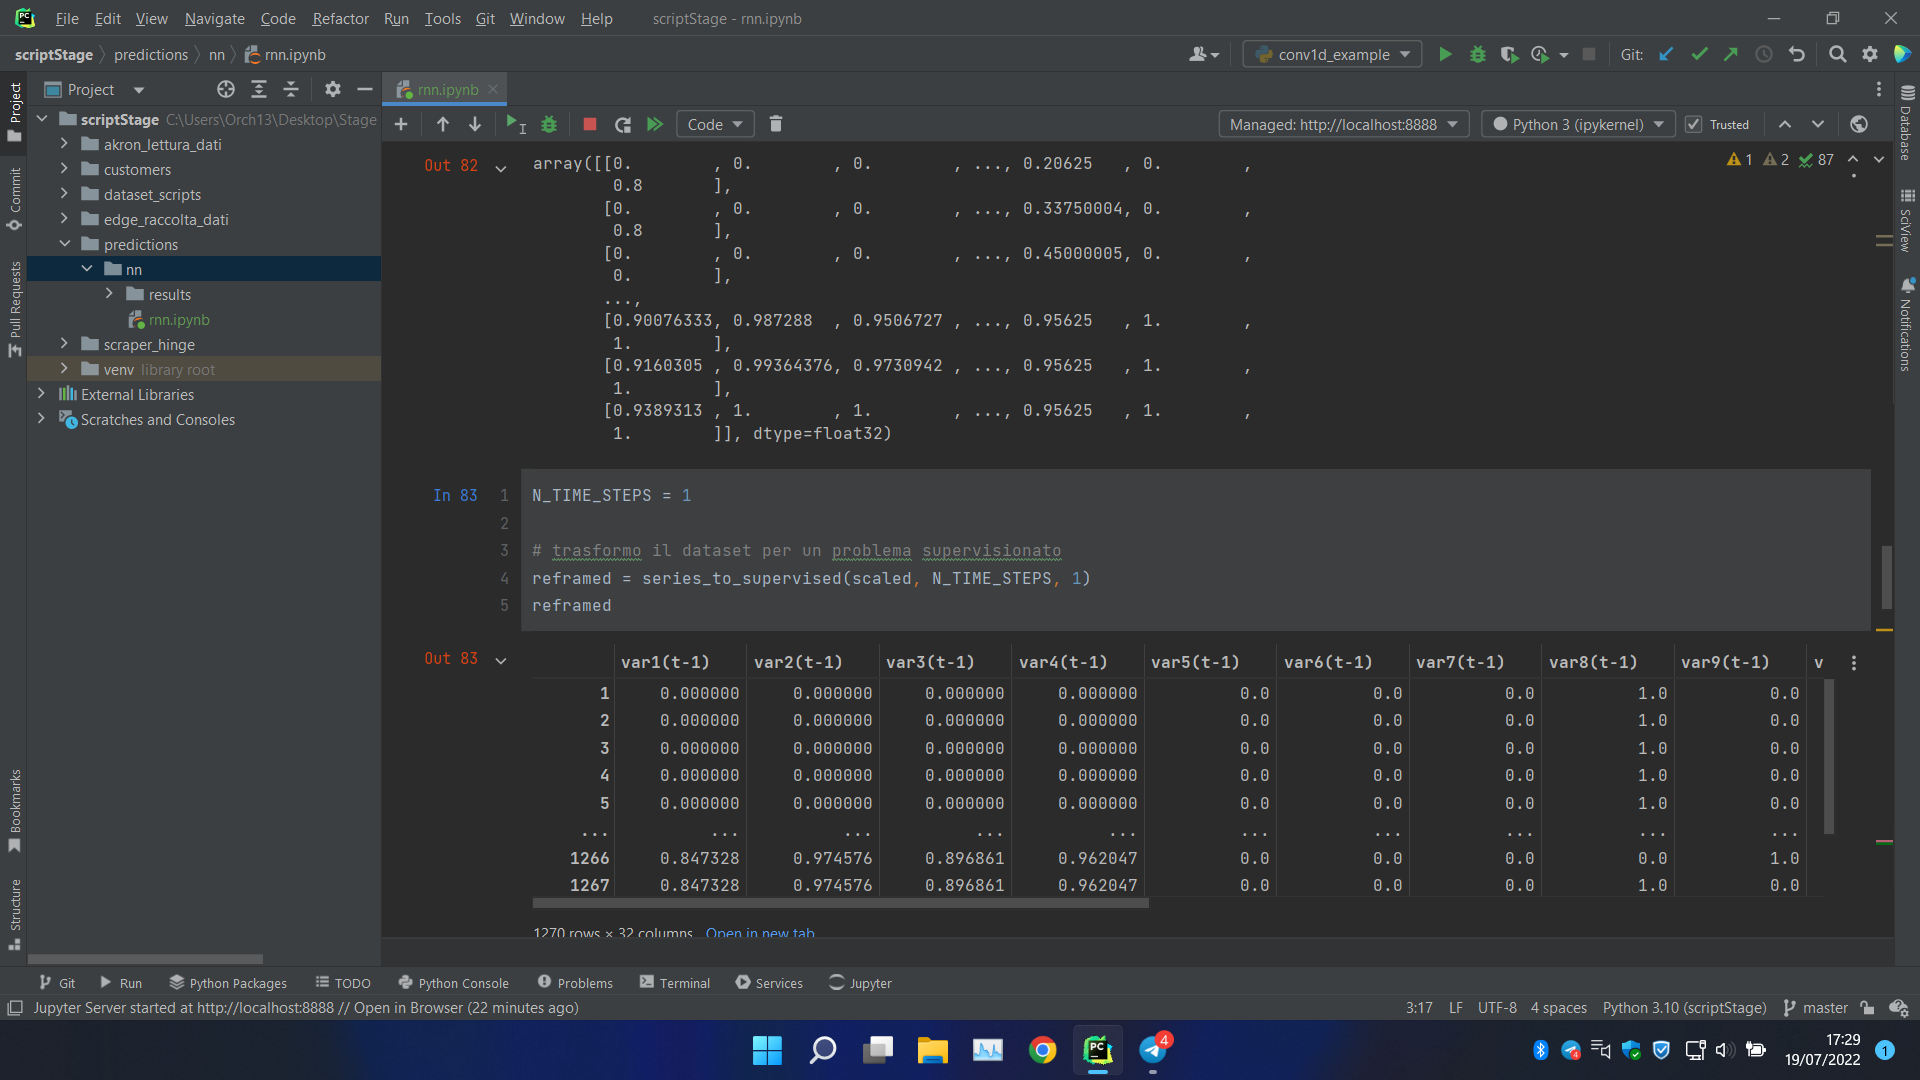 File Edit View Navigate Code Refactor Run Tools Git Window Help scriptStage - rnn.ipynb
scriptStage predictions nn rnn.ipynb
conv1d_example
Git:
Project
rnn.ipynb
Code
Managed: http://localhost:8888
Python 3 (ipykernel)
Trusted
scriptStage C:\Users\Orch13\Desktop\Stage
akron_lettura_dati
customers
dataset_scripts
edge_raccolta_dati
predictions
nn
results
rnn.ipynb
scraper_hinge
venv library root
External Libraries
Scratches and Consoles
Project
Commit
Pull Requests
Bookmarks
Structure
Database
SciView
Notifications
1 2 87
Out 82
array([[0. , 0. , 0. , ..., 0.20625 , 0. ,
0.8 ],
[0. , 0. , 0. , ..., 0.33750004, 0. ,
0.8 ],
[0. , 0. , 0. , ..., 0.45000005, 0. ,
0. ],
...,
[0.90076333, 0.987288 , 0.9506727 , ..., 0.95625 , 1. ,
1. ],
[0.9160305 , 0.99364376, 0.9730942 , ..., 0.95625 , 1. ,
1. ],
[0.9389313 , 1. , 1. , ..., 0.95625 , 1. ,
1. ]], dtype=float32)
In 83
1 N_TIME_STEPS = 1
2
3 # trasformo il dataset per un problema supervisionato
4 reframed = series_to_supervised(scaled, N_TIME_STEPS, 1)
5 reframed
Out 83
var1(t-1) var2(t-1) var3(t-1) var4(t-1) var5(t-1) var6(t-1) var7(t-1) var8(t-1) var9(t-1) v
1 0.000000 0.000000 0.000000 0.000000 0.0 0.0 0.0 1.0 0.0
2 0.000000 0.000000 0.000000 0.000000 0.0 0.0 0.0 1.0 0.0
3 0.000000 0.000000 0.000000 0.000000 0.0 0.0 0.0 1.0 0.0
4 0.000000 0.000000 0.000000 0.000000 0.0 0.0 0.0 1.0 0.0
5 0.000000 0.000000 0.000000 0.000000 0.0 0.0 0.0 1.0 0.0
... ... ... ... ... ... ... ... ... ...
1266 0.847328 0.974576 0.896861 0.962047 0.0 0.0 0.0 0.0 1.0
1267 0.847328 0.974576 0.896861 0.962047 0.0 0.0 0.0 1.0 0.0
1270 rows × 32 columns Open in new tab
Git Run Python Packages TODO Python Console Problems Terminal Services Jupyter
Jupyter Server started at http://localhost:8888 // Open in Browser (22 minutes ago)
3:17 LF UTF-8 4 spaces Python 3.10 (scriptStage) master
PC
4
4
17:29
19/07/2022
1